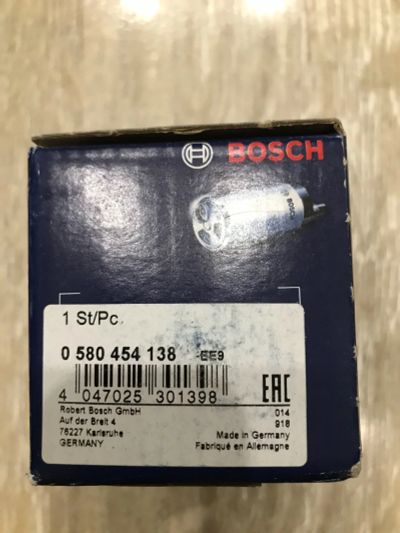 BOSCH
BOSCH
1 St/Pc.
0 580 454 138 -EE9
4 047025 301398
EAC
Robert Bosch GmbH
Auf der Breit 4
76227 Karlsruhe
GERMANY
014
918
Made in Germany
Fabriqué en Allemagne